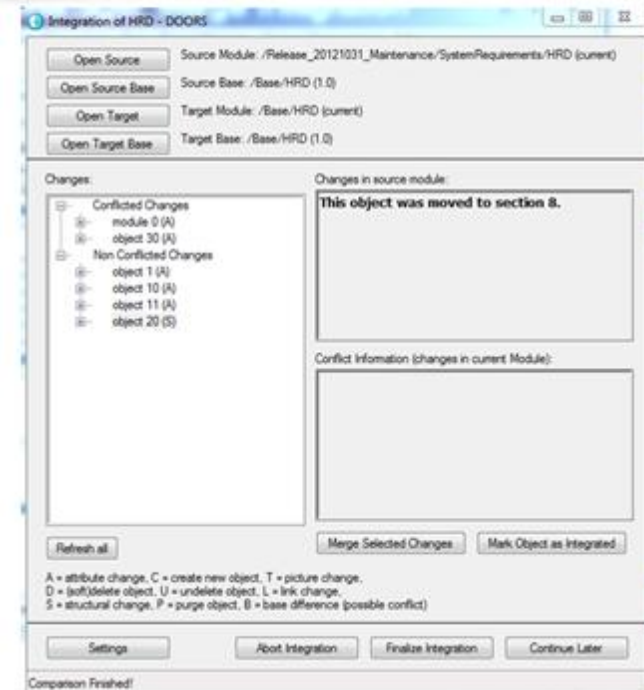 Integration of HRD - DOORS
Open Source
Source Module: /Release_20121031_Maintenance/SystemRequirements/HRD (current)
Open Source Base
Source Base: /Base/HRD (1.0)
Open Target
Target Module: /Base/HRD (current)
Open Target Base
Target Base: /Base/HRD (1.0)
Changes:
Conflicted Changes
module 0 (A)
object 30 (A)
Non Conflicted Changes
object 1 (A)
object 10 (A)
object 11 (A)
object 20 (S)
Changes in source module:
This object was moved to section 8.
Conflict Information (changes in current Module):
Refresh all
Merge Selected Changes
Mark Object as Integrated
A = attribute change, C = create new object, T = picture change,
D = (soft)delete object, U = undelete object, L = link change,
S = structural change, P = purge object, B = base difference (possible conflict)
Settings
Abort Integration
Finalize Integration
Continue Later
Comparison Finished!